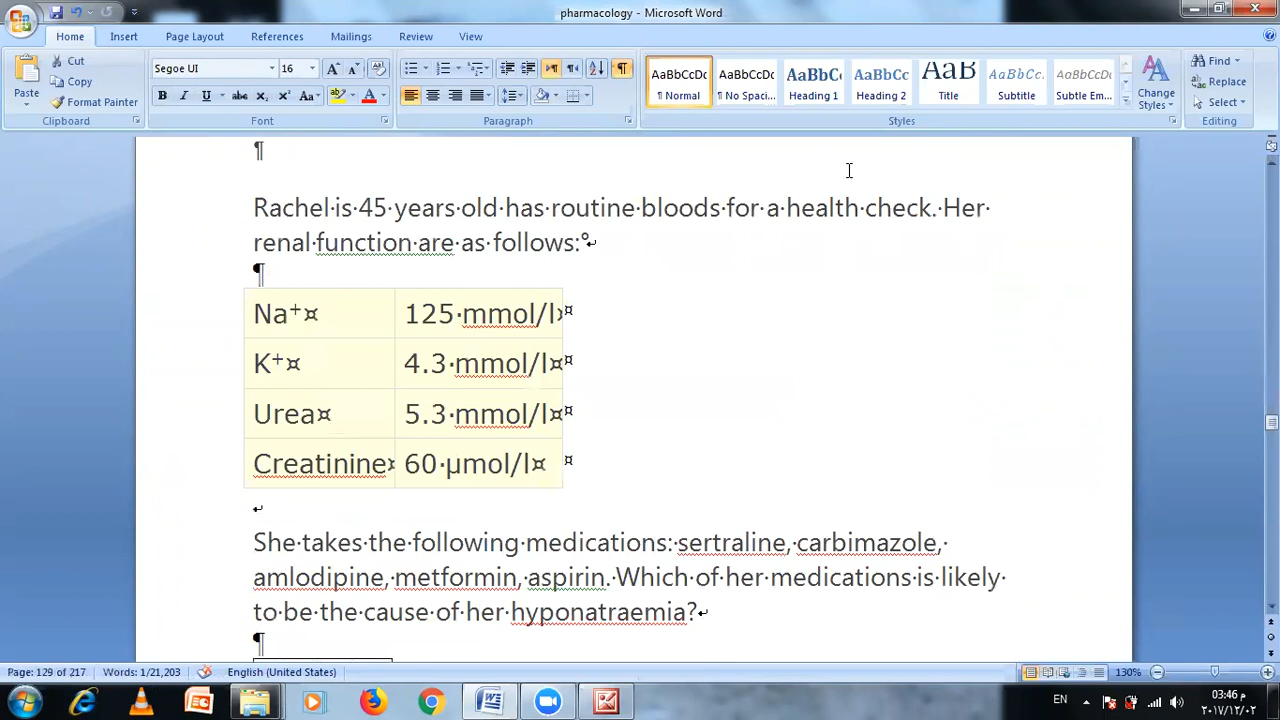 pharmacology - Microsoft Word
Home Insert Page Layout References Mailings Review View
Cut
Copy
Format Painter
Paste
Clipboard
Segoe UI 16
Font
Paragraph
AaBbCcDc AaBbCcDc AaBbC AaBbCc AaB AaBbCc AaBbCcDc
¶ Normal ¶ No Spaci... Heading 1 Heading 2 Title Subtitle Subtle Em...
Change
Styles
Styles
Find
Replace
Select
Editing
Rachel is 45 years old has routine bloods for a health check. Her
renal function are as follows:
Na⁺ 125 mmol/l
K⁺ 4.3 mmol/l
Urea 5.3 mmol/l
Creatinine 60 µmol/l
She takes the following medications: sertraline, carbimazole,
amlodipine, metformin, aspirin. Which of her medications is likely
to be the cause of her hyponatraemia?
Page: 129 of 217 Words: 1/21,203 English (United States) 130%
EN
03:46 م
٢٠١٧/١٢/٠٢